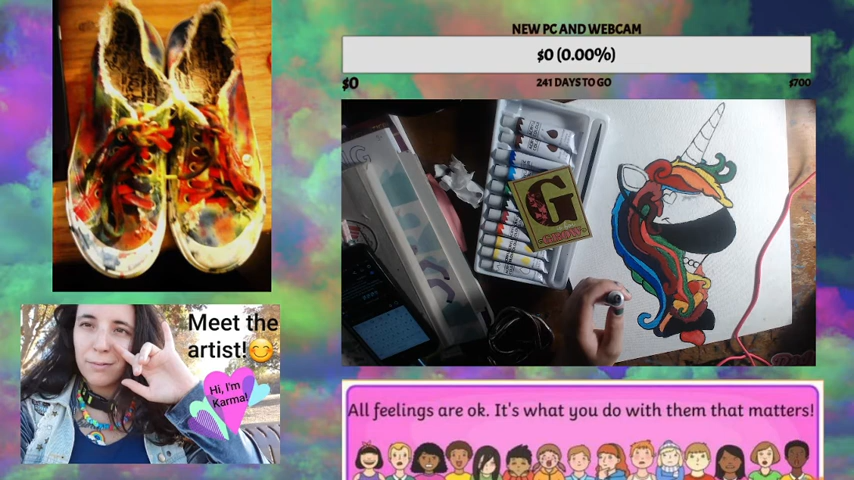 NEW PC AND WEBCAM
$0 (0.00%)
$0
241 DAYS TO GO
$700
G
GROW
Meet the
artist!😊
Hi, I'm
Karma!
All feelings are ok. It's what you do with them that matters!